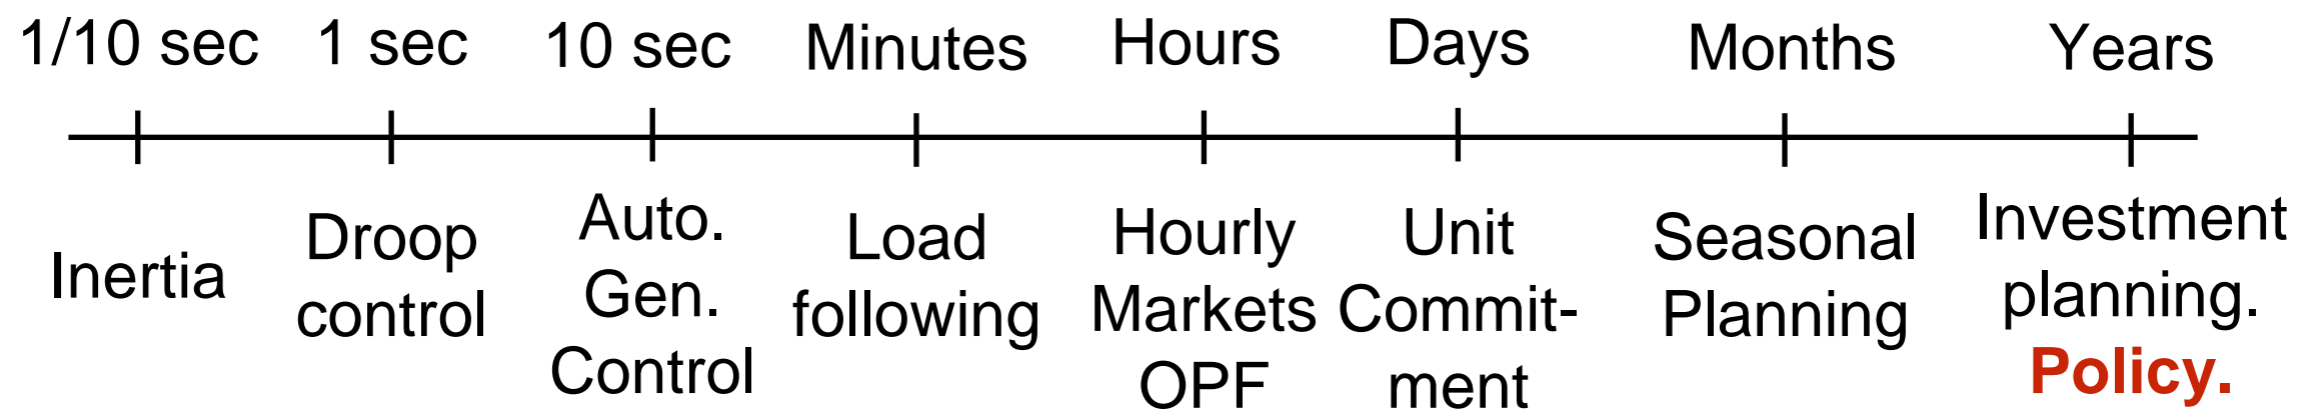 1/10 sec 1 sec 10 sec Minutes Hours Days Months Years
Inertia
Droop
control
Auto.
Gen.
Control
Load
following
Hourly
Markets
OPF
Unit
Commit-
ment
Seasonal
Planning
Investment
planning.
Policy.